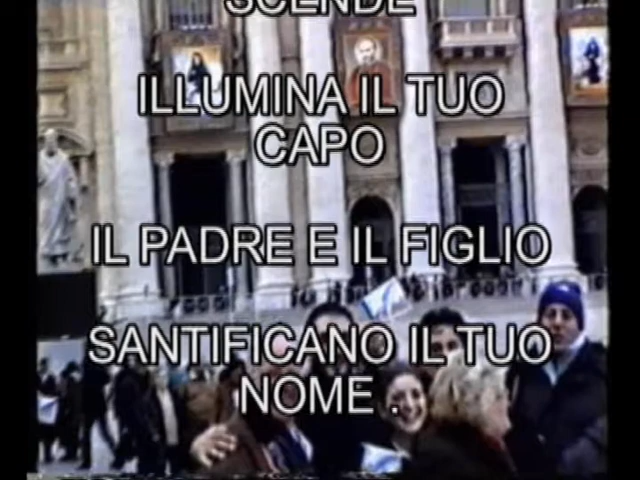 SCENDE
ILLUMINA IL TUO
CAPO
IL PADRE E IL FIGLIO
SANTIFICANO IL TUO
NOME .